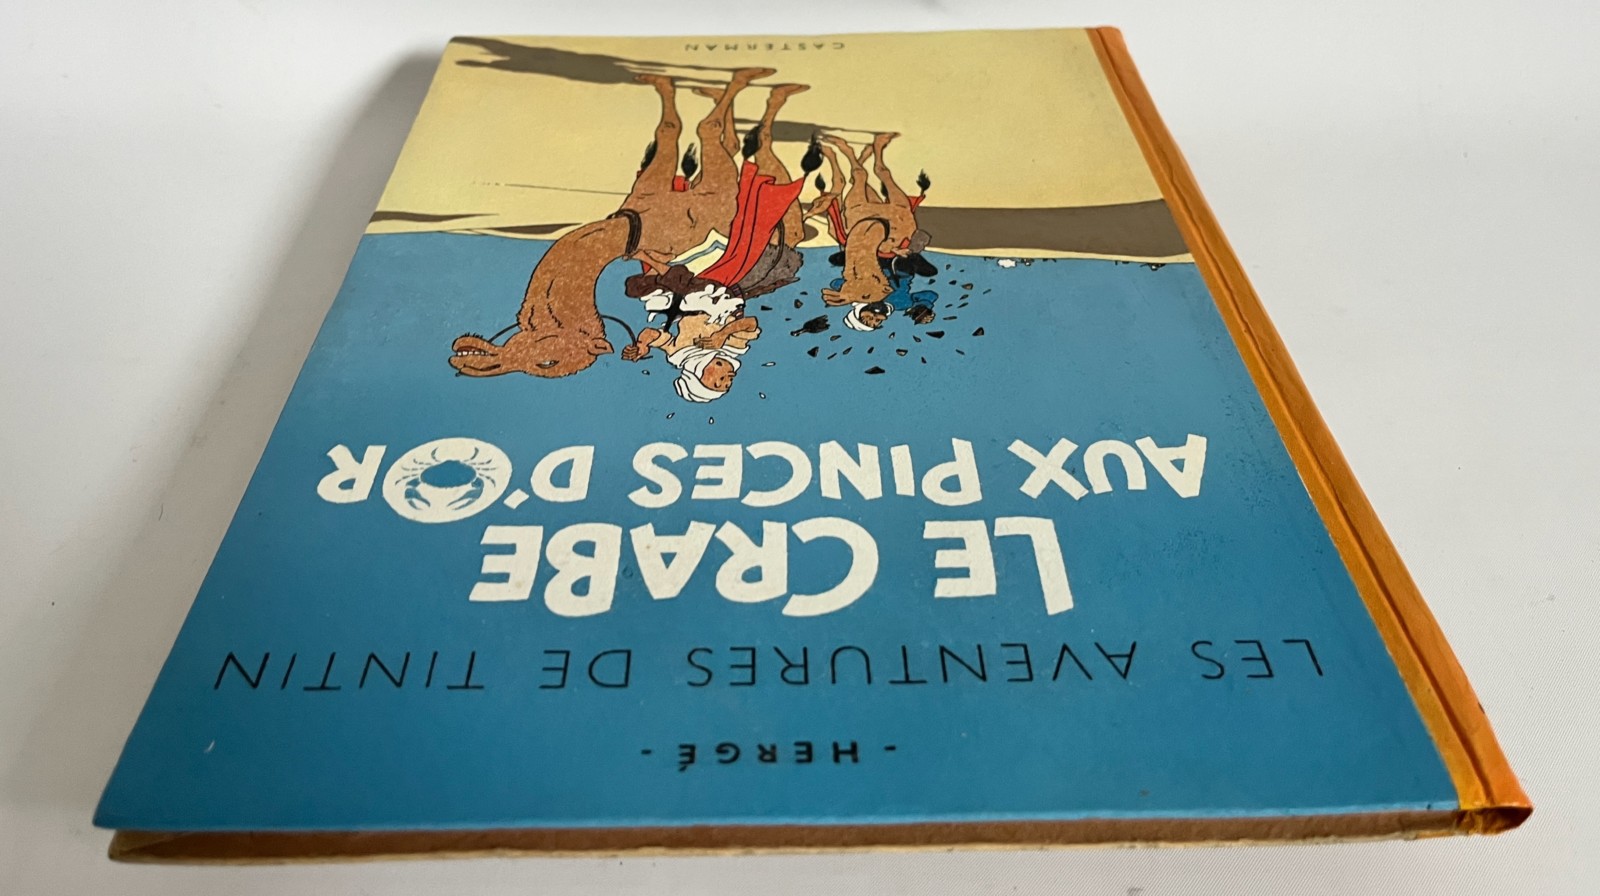 - HERGÉ -
LES AVENTURES DE TINTIN
LE CRABE
AUX PINCES D'OR
CASTERMAN